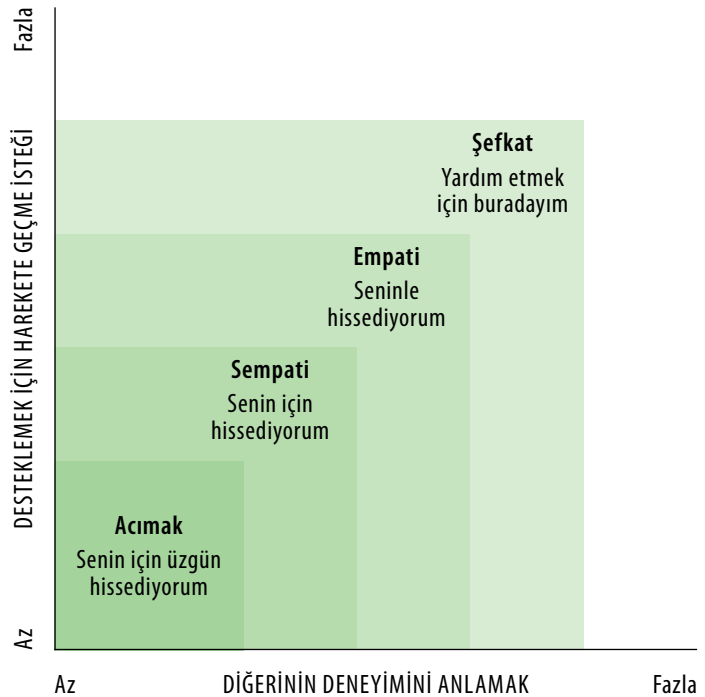 Fazla
DESTEKLEMEK İÇİN HAREKETE GEÇME İSTEĞİ
Az
Şefkat
Yardım etmek
için buradayım
Empati
Seninle
hissediyorum
Sempati
Senin için
hissediyorum
Acımak
Senin için üzgün
hissediyorum
Az
DİĞERİNİN DENEYİMİNİ ANLAMAK
Fazla